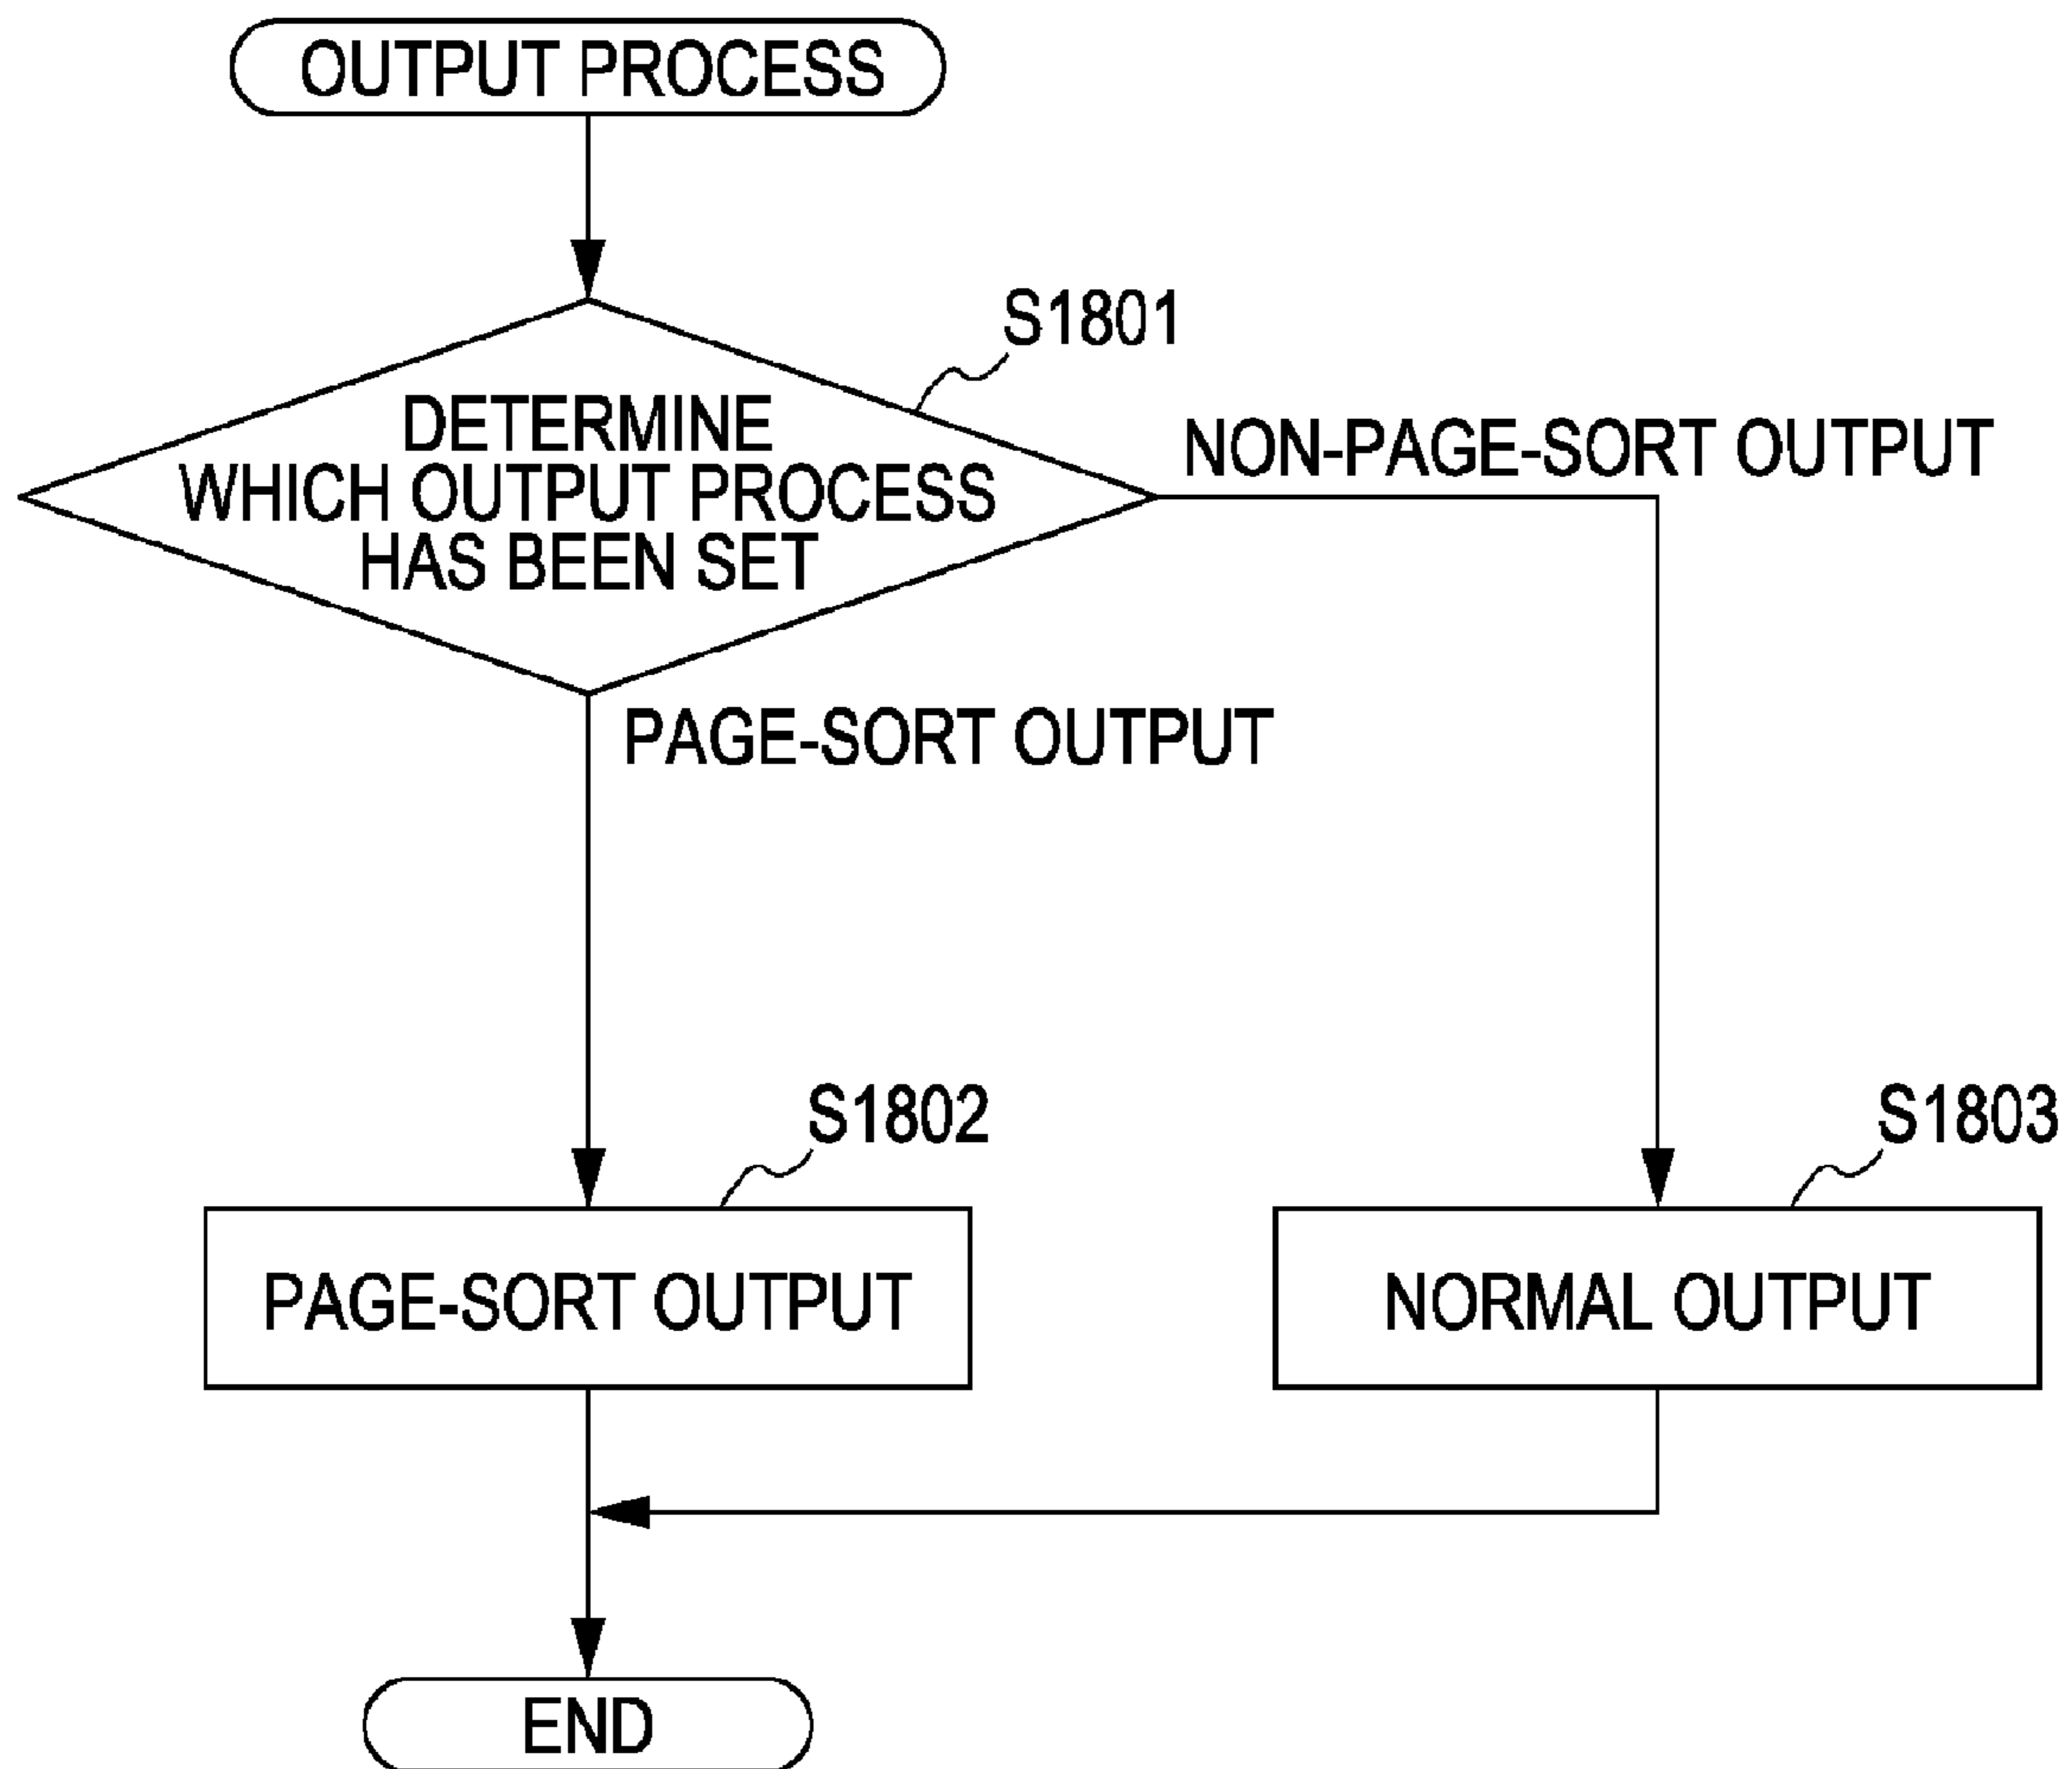 OUTPUT PROCESS
S1801
DETERMINE
WHICH OUTPUT PROCESS
HAS BEEN SET
NON-PAGE-SORT OUTPUT
PAGE-SORT OUTPUT
S1802
PAGE-SORT OUTPUT
S1803
NORMAL OUTPUT
END